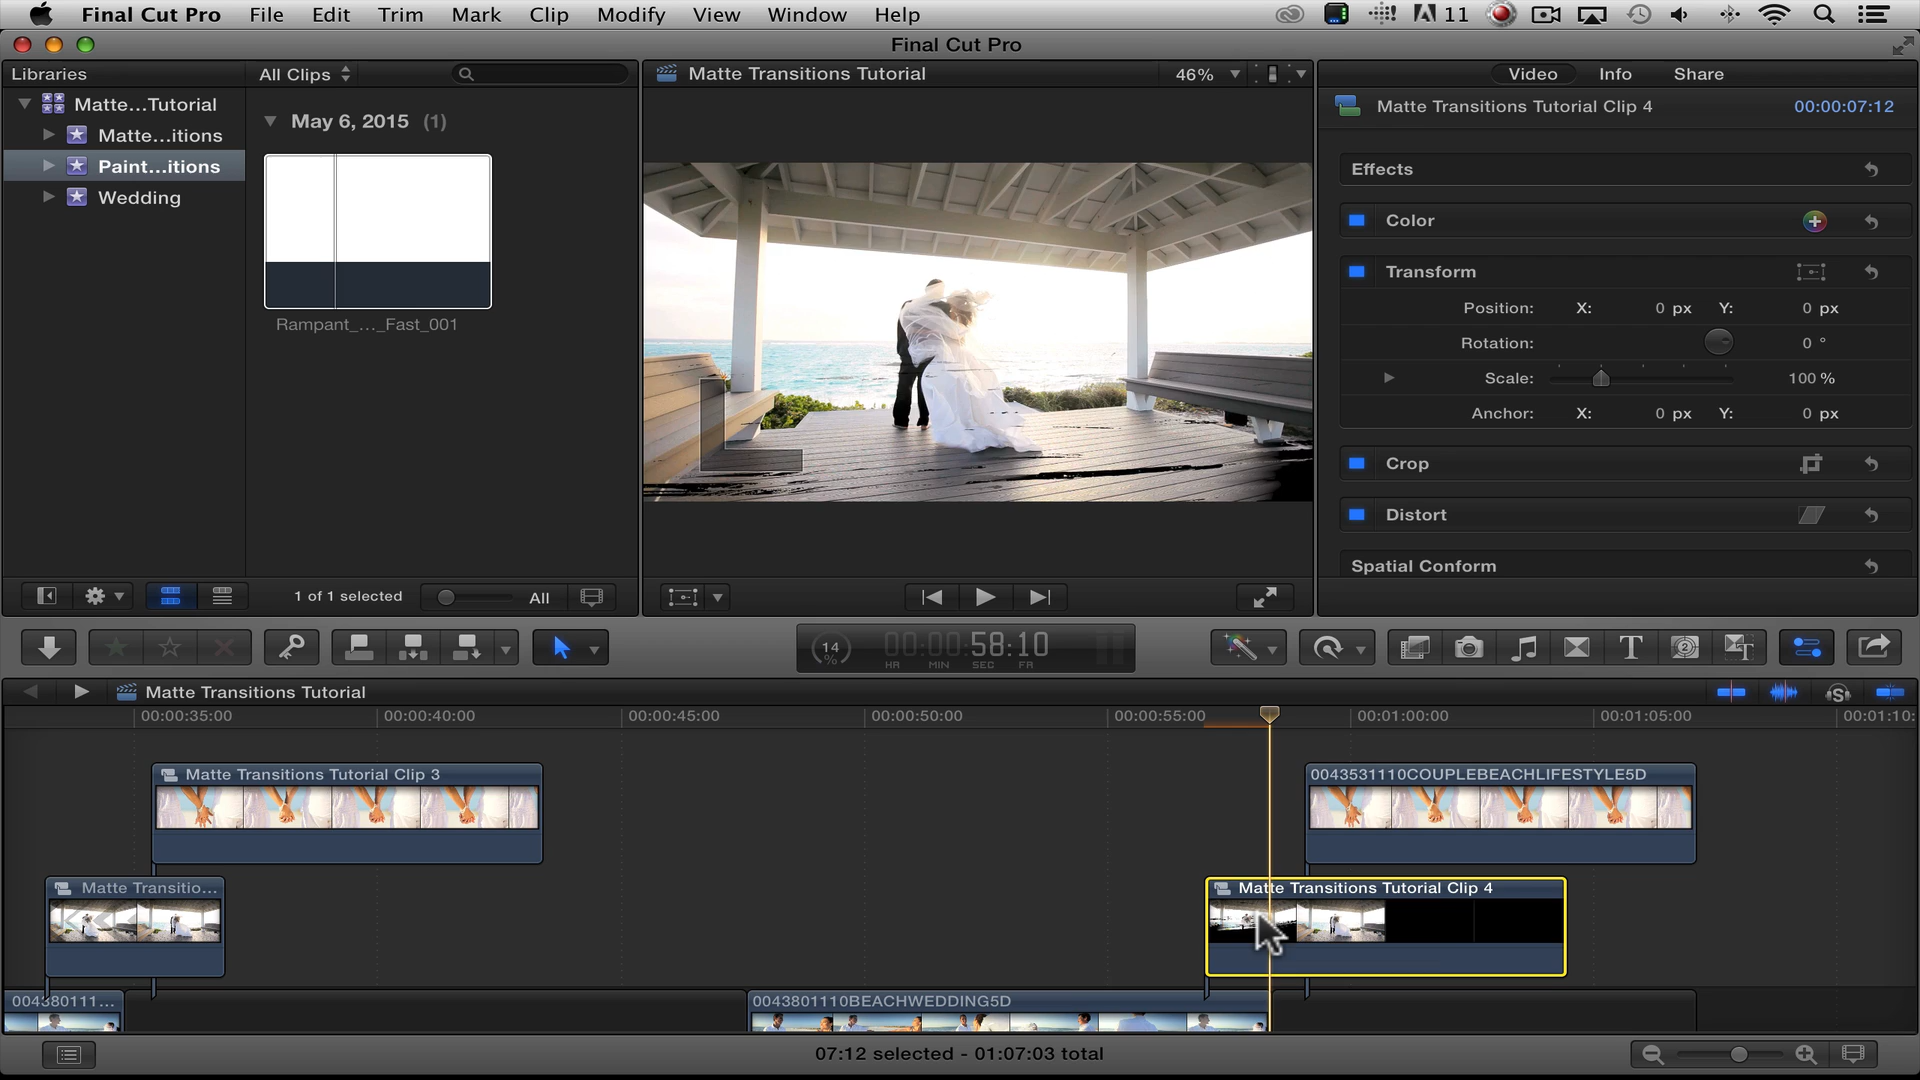 Final Cut Pro File Edit Trim Mark Clip Modify View Window Help 11
Final Cut Pro
Libraries
All Clips
Matte...Tutorial
Matte...itions
Paint...itions
Wedding
May 6, 2015 (1)
Rampant_..._Fast_001
1 of 1 selected
All
Matte Transitions Tutorial
46%
Video Info Share
Matte Transitions Tutorial Clip 4 00:00:07:12
Effects
Color
Transform
Position: X: 0 px Y: 0 px
Rotation: 0 °
Scale: 100 %
Anchor: X: 0 px Y: 0 px
Crop
Distort
Spatial Conform
14 %
00:00:58:10
HR MIN SEC FR
Matte Transitions Tutorial
00:00:35:00 00:00:40:00 00:00:45:00 00:00:50:00 00:00:55:00 00:01:00:00 00:01:05:00 00:01:10:
Matte Transitions Tutorial Clip 3
0043531110COUPLEBEACHLIFESTYLE5D
Matte Transitio...
Matte Transitions Tutorial Clip 4
004380111...
0043801110BEACHWEDDING5D
07:12 selected - 01:07:03 total